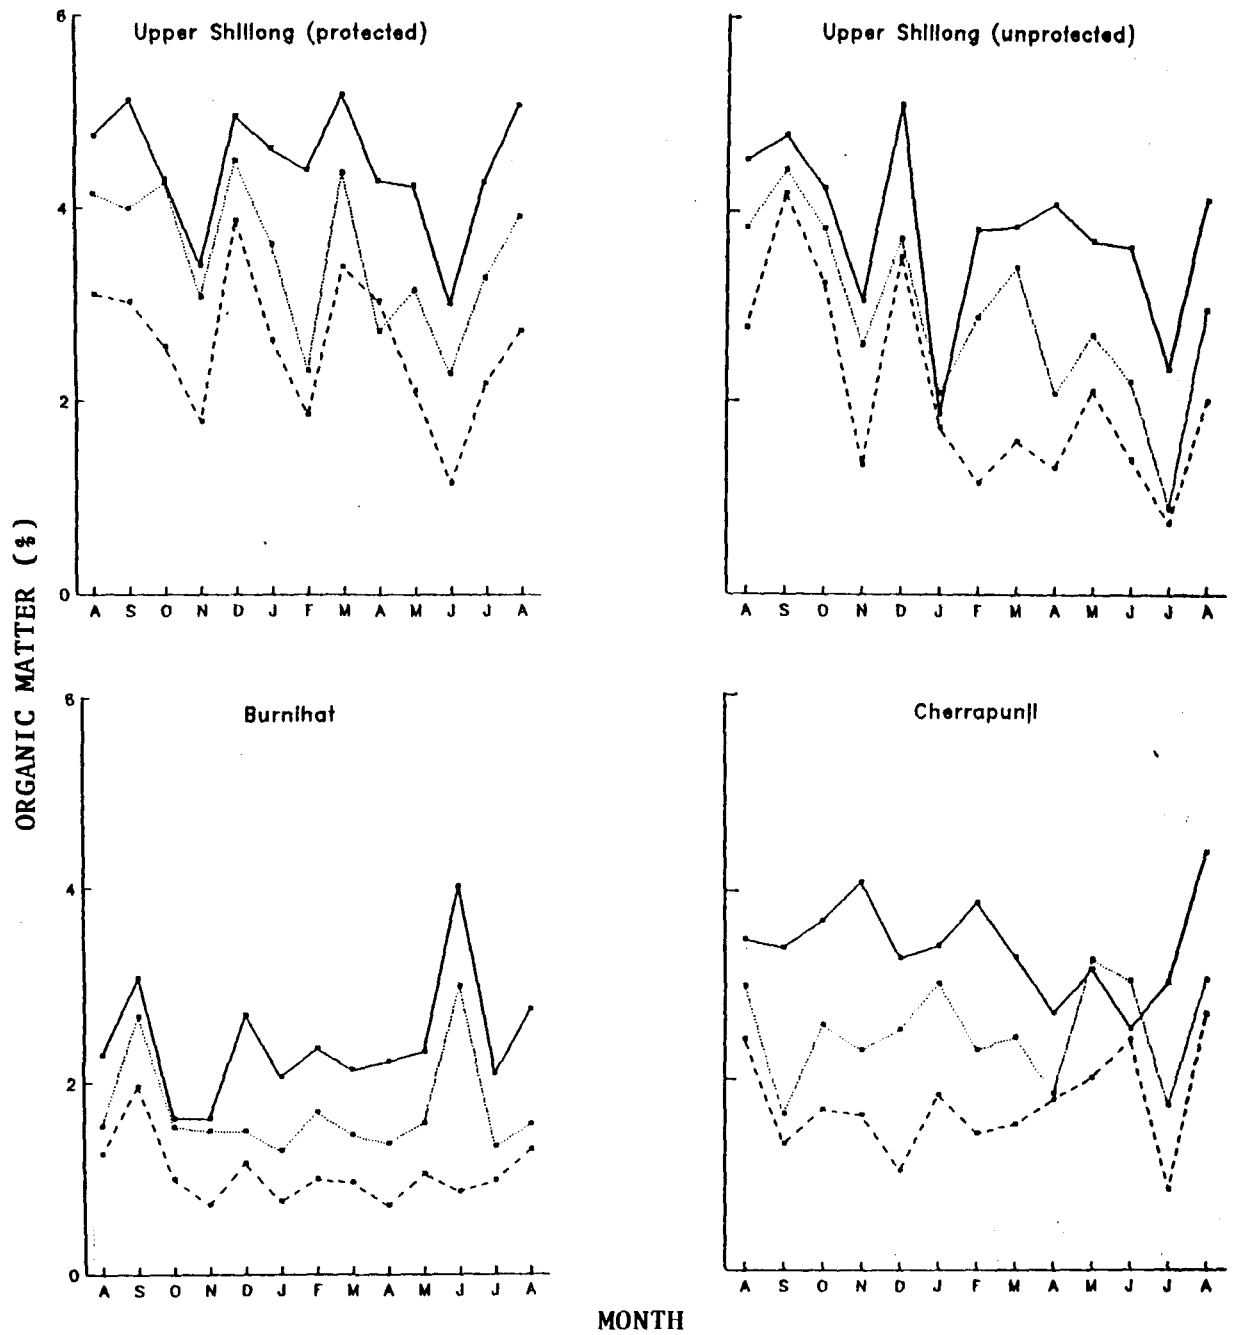 Upper Shillong (protected)
6
4
2
0
A S O N D J F M A M J J A
Upper Shillong (unprotected)
A S O N D J F M A M J J A
ORGANIC MATTER (%)
Burnihat
6
4
2
0
A S O N D J F M A M J J A
Cherrapunji
A S O N D J F M A M J J A
MONTH